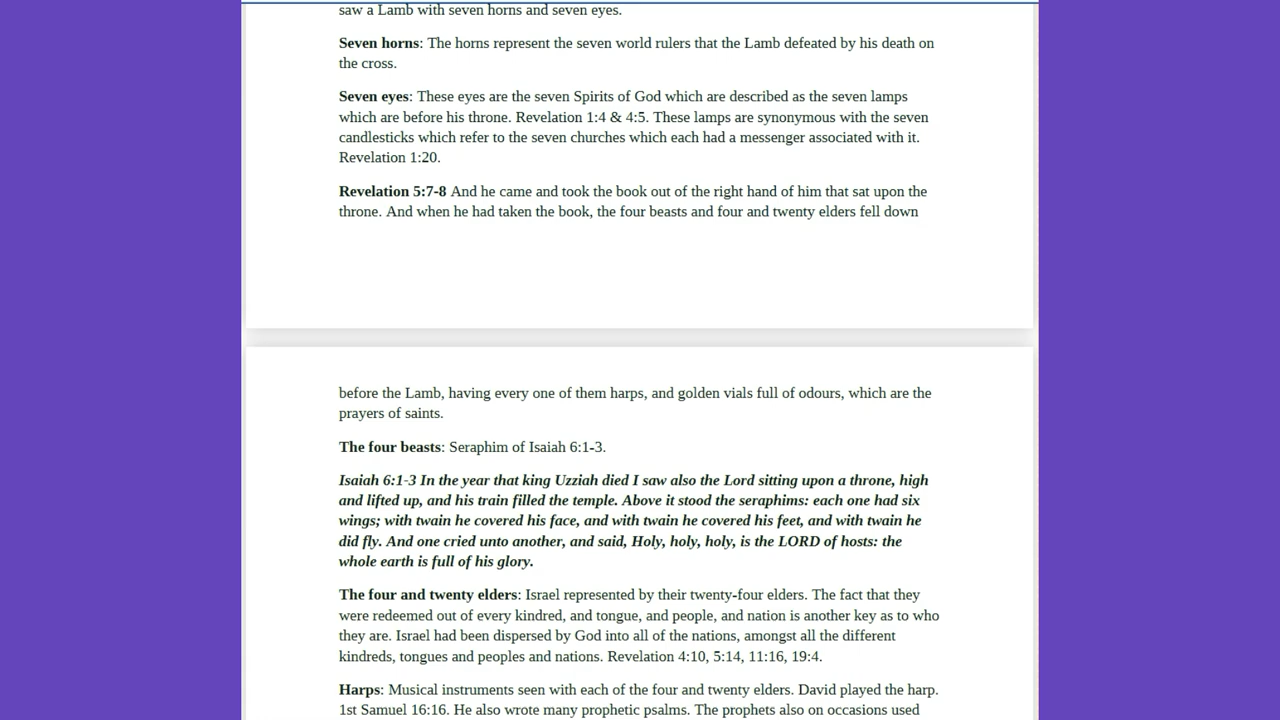 saw a Lamb with seven horns and seven eyes.
Seven horns: The horns represent the seven world rulers that the Lamb defeated by his death on
the cross.
Seven eyes: These eyes are the seven Spirits of God which are described as the seven lamps
which are before his throne. Revelation 1:4 & 4:5. These lamps are synonymous with the seven
candlesticks which refer to the seven churches which each had a messenger associated with it.
Revelation 1:20.
Revelation 5:7-8 And he came and took the book out of the right hand of him that sat upon the
throne. And when he had taken the book, the four beasts and four and twenty elders fell down
before the Lamb, having every one of them harps, and golden vials full of odours, which are the
prayers of saints.
The four beasts: Seraphim of Isaiah 6:1-3.
Isaiah 6:1-3 In the year that king Uzziah died I saw also the Lord sitting upon a throne, high
and lifted up, and his train filled the temple. Above it stood the seraphims: each one had six
wings; with twain he covered his face, and with twain he covered his feet, and with twain he
did fly. And one cried unto another, and said, Holy, holy, holy, is the LORD of hosts: the
whole earth is full of his glory.
The four and twenty elders: Israel represented by their twenty-four elders. The fact that they
were redeemed out of every kindred, and tongue, and people, and nation is another key as to who
they are. Israel had been dispersed by God into all of the nations, amongst all the different
kindreds, tongues and peoples and nations. Revelation 4:10, 5:14, 11:16, 19:4.
Harps: Musical instruments seen with each of the four and twenty elders. David played the harp.
1st Samuel 16:16. He also wrote many prophetic psalms. The prophets also on occasions used